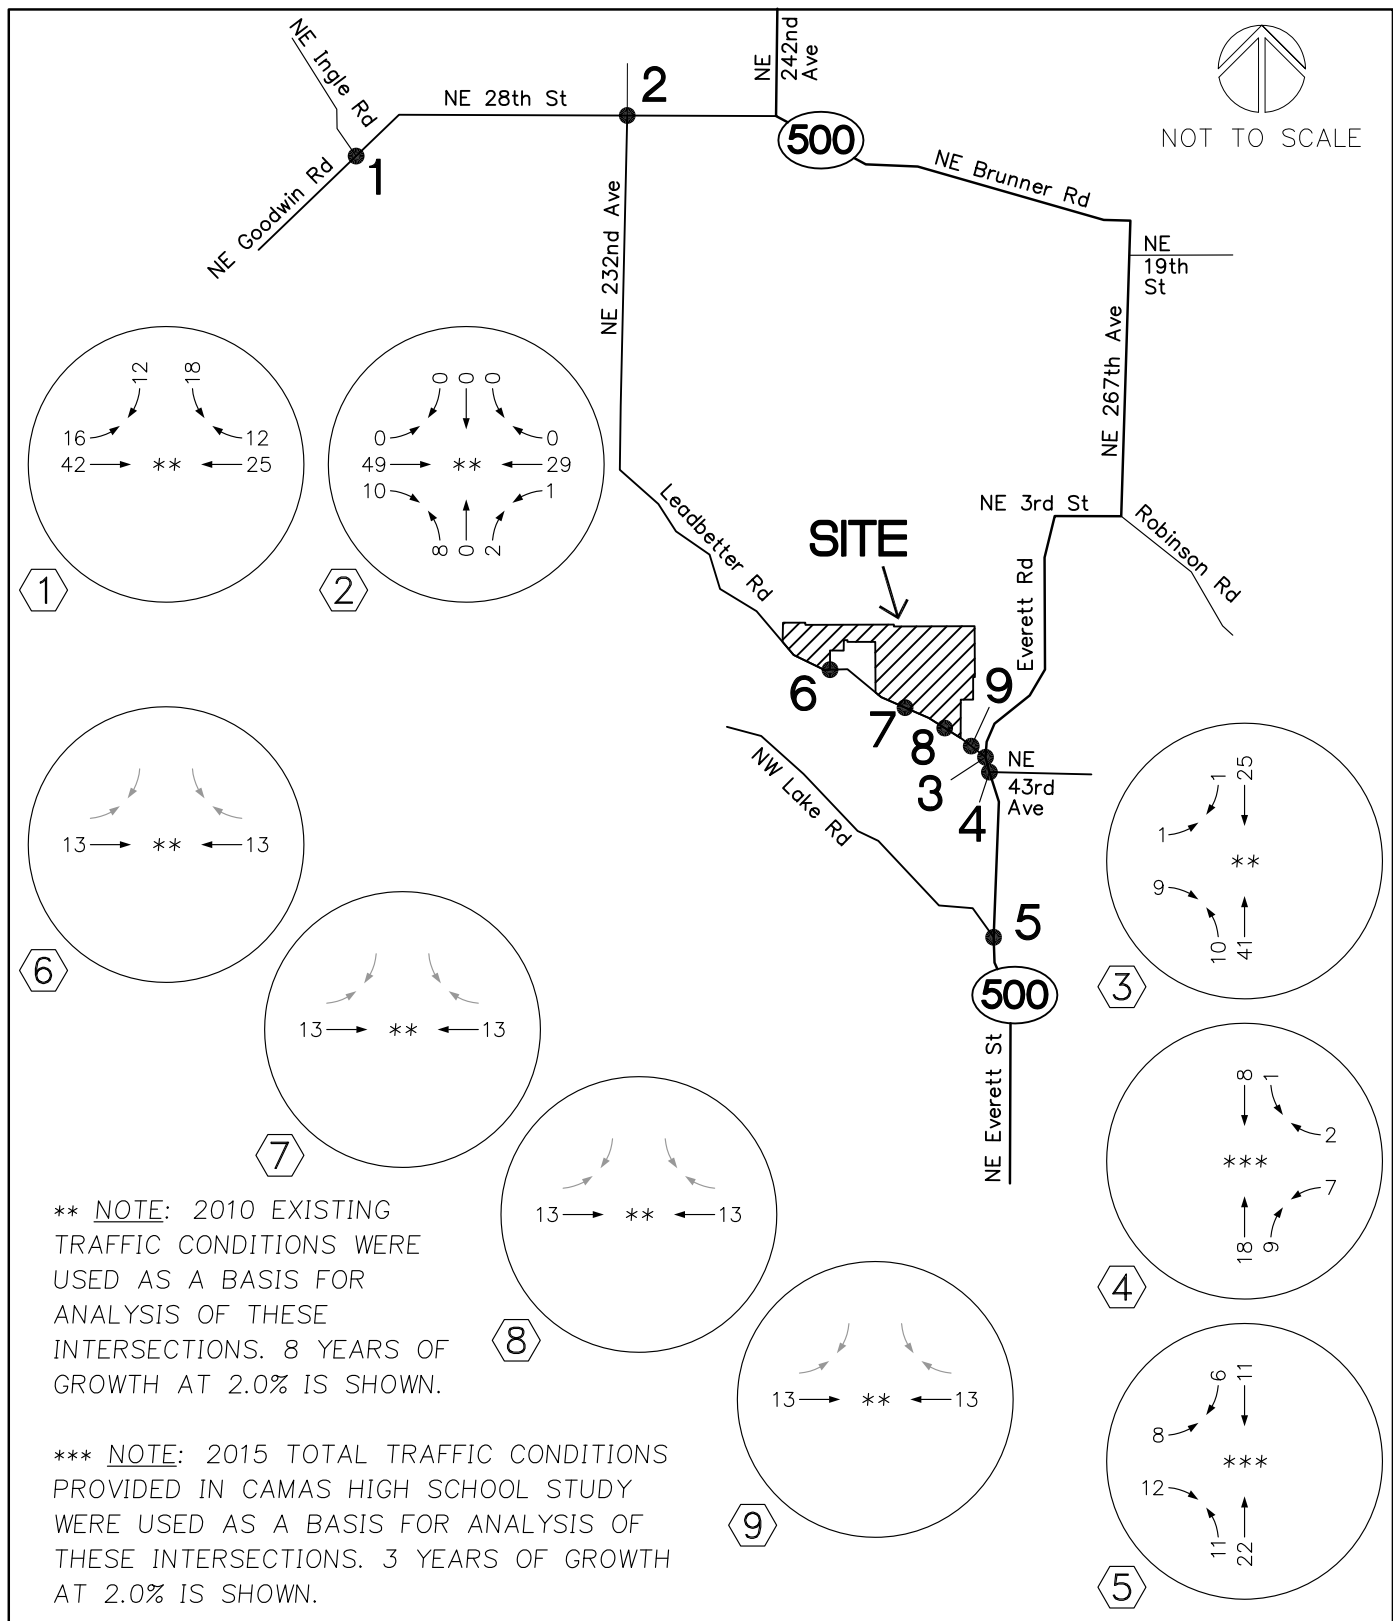 NE Ingle Rd
NE 28th St
2
NE
242nd
Ave
500
NOT TO SCALE
1
NE Goodwin Rd
NE Brunner Rd
NE
19th
St
NE 232nd Ave
NE 267th Ave
12 18
16 12
42 ** 25
1
0 0 0
0 0
49 ** 29
10 1
8 0 2
2
Leadbetter Rd
NE 3rd St
Robinson Rd
SITE
Everett Rd
6
7
8
9
3
4
NE
43rd
Ave
NW Lake Rd
5
500
NE Everett St
1 25
1
**
9
10 41
3
13 ** 13
6
13 ** 13
7
13 ** 13
8
13 ** 13
9
8 1
2
***
7
18 9
4
6 11
8
***
12
11 22
5
** NOTE: 2010 EXISTING
TRAFFIC CONDITIONS WERE
USED AS A BASIS FOR
ANALYSIS OF THESE
INTERSECTIONS. 8 YEARS OF
GROWTH AT 2.0% IS SHOWN.
*** NOTE: 2015 TOTAL TRAFFIC CONDITIONS
PROVIDED IN CAMAS HIGH SCHOOL STUDY
WERE USED AS A BASIS FOR ANALYSIS OF
THESE INTERSECTIONS. 3 YEARS OF GROWTH
AT 2.0% IS SHOWN.